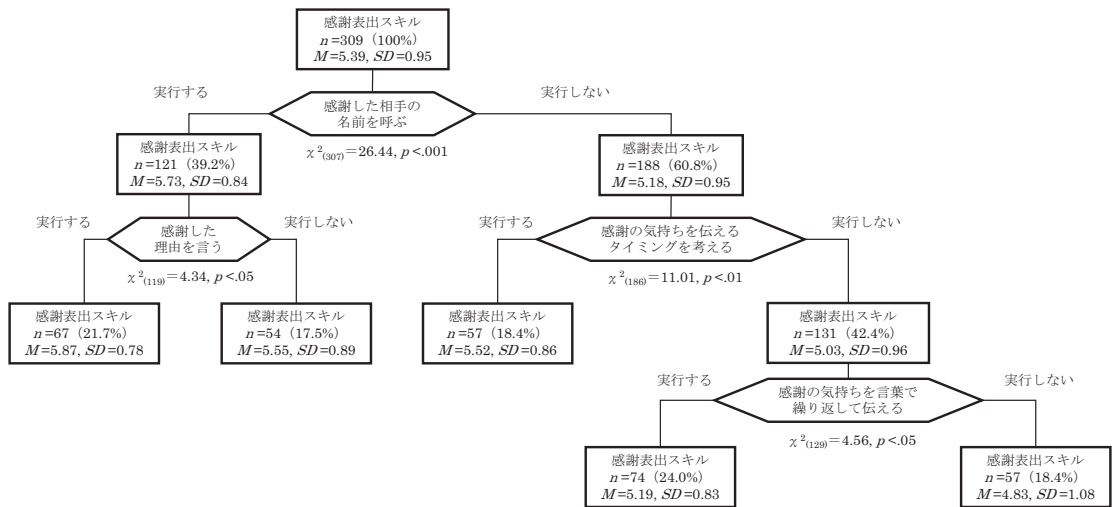 感謝表出スキル
n=309（100%）
M=5.39, SD=0.95
実行する
実行しない
感謝した相手の
名前を呼ぶ
χ²₍₃₀₇₎＝26.44, p<.001
感謝表出スキル
n=121（39.2%）
M=5.73, SD=0.84
感謝表出スキル
n=188（60.8%）
M=5.18, SD=0.95
実行する
実行しない
感謝した
理由を言う
χ²₍₁₁₉₎＝4.34, p<.05
実行する
実行しない
感謝の気持ちを伝える
タイミングを考える
χ²₍₁₈₆₎＝11.01, p<.01
感謝表出スキル
n=67（21.7%）
M=5.87, SD=0.78
感謝表出スキル
n=54（17.5%）
M=5.55, SD=0.89
感謝表出スキル
n=57（18.4%）
M=5.52, SD=0.86
感謝表出スキル
n=131（42.4%）
M=5.03, SD=0.96
実行する
実行しない
感謝の気持ちを言葉で
繰り返して伝える
χ²₍₁₂₉₎＝4.56, p<.05
感謝表出スキル
n=74（24.0%）
M=5.19, SD=0.83
感謝表出スキル
n=57（18.4%）
M=4.83, SD=1.08